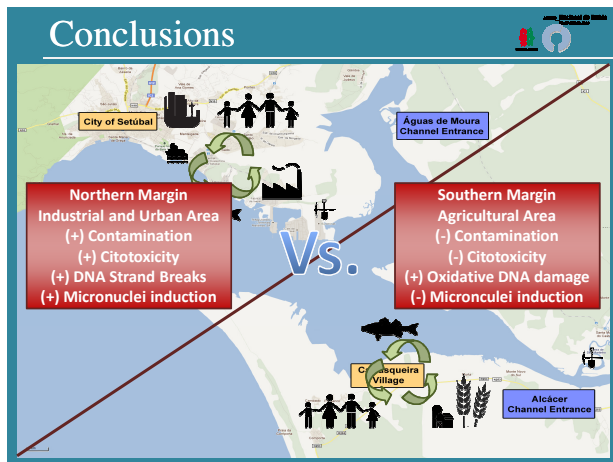 Conclusions
City of Setúbal
Águas de Moura
Channel Entrance
Northern Margin
Industrial and Urban Area
(+) Contamination
(+) Citotoxicity
(+) DNA Strand Breaks
(+) Micronuclei induction
Vs.
Southern Margin
Agricultural Area
(-) Contamination
(-) Citotoxicity
(+) Oxidative DNA damage
(-) Micronculei induction
Village
Alcácer
Channel Entrance